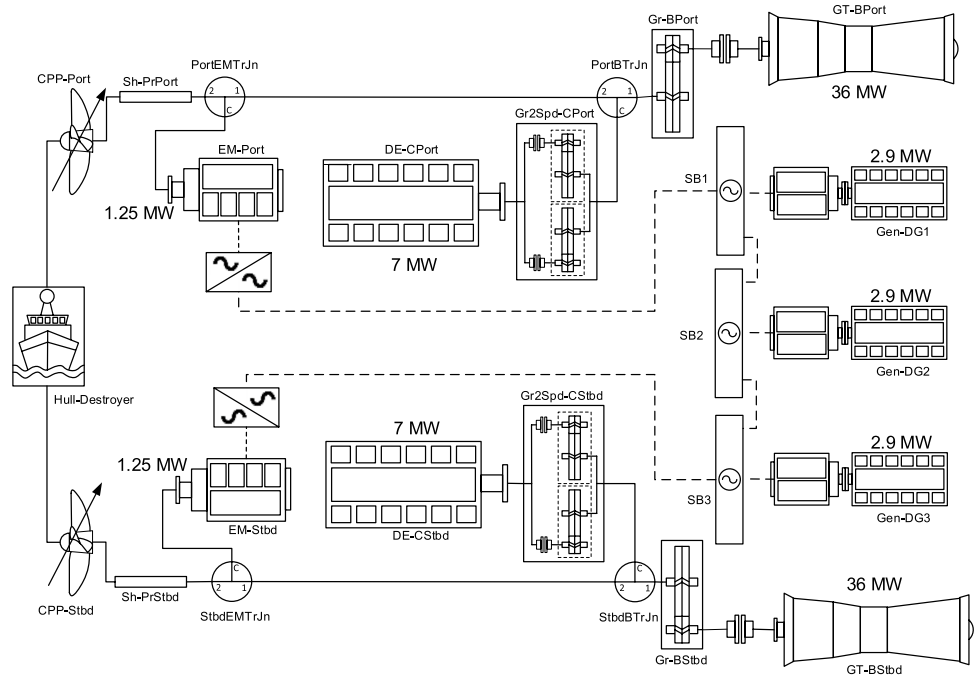 GT-BPort
Gr-BPort
PortEMTrJn
PortBTrJn
CPP-Port
Sh-PrPort
2 1
C
2 1
C
36 MW
Gr2Spd-CPort
EM-Port
DE-CPort
2.9 MW
SB1
1.25 MW
Gen-DG1
7 MW
2.9 MW
SB2
Gen-DG2
Hull-Destroyer
Gr2Spd-CStbd
7 MW
2.9 MW
1.25 MW
SB3
EM-Stbd
DE-CStbd
Gen-DG3
C
2 1
C
2 1
Sh-PrStbd
36 MW
CPP-Stbd
StbdEMTrJn
StbdBTrJn
Gr-BStbd
GT-BStbd